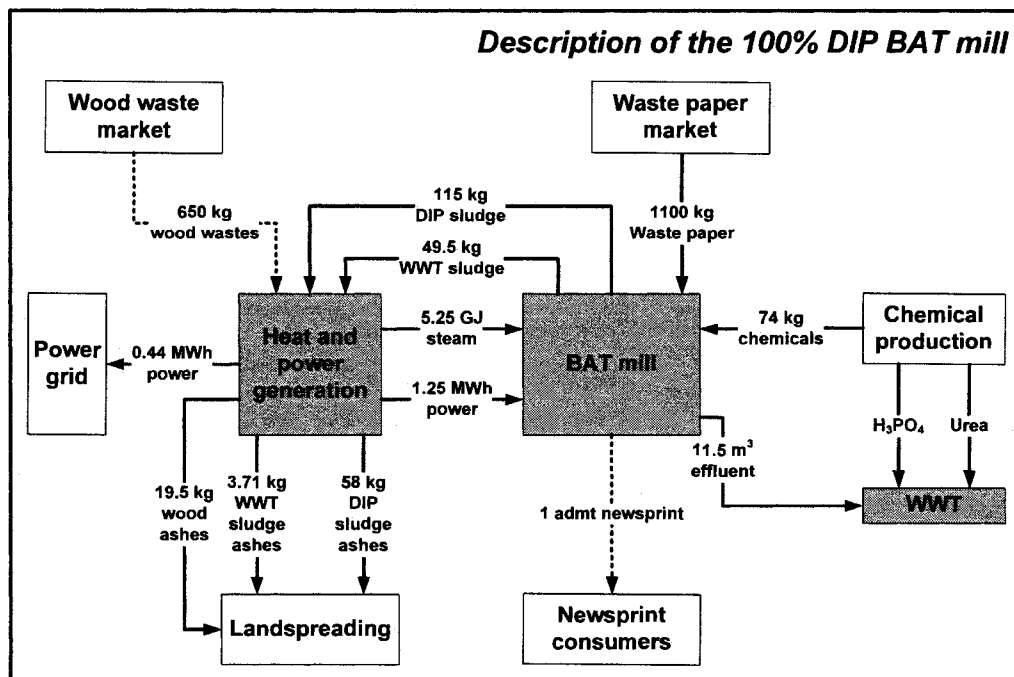 Description of the 100% DIP BAT mill
Wood waste
market
Waste paper
market
115 kg
DIP sludge
650 kg
wood wastes
1100 kg
Waste paper
49.5 kg
WWT sludge
Power
grid
0.44 MWh
power
Heat and
power
generation
5.25 GJ
steam
1.25 MWh
power
BAT mill
74 kg
chemicals
Chemical
production
H₃PO₄
Urea
11.5 m³
effluent
WWT
19.5 kg
wood
ashes
3.71 kg
WWT
sludge
ashes
58 kg
DIP
sludge
ashes
1 admt newsprint
Landspreading
Newsprint
consumers